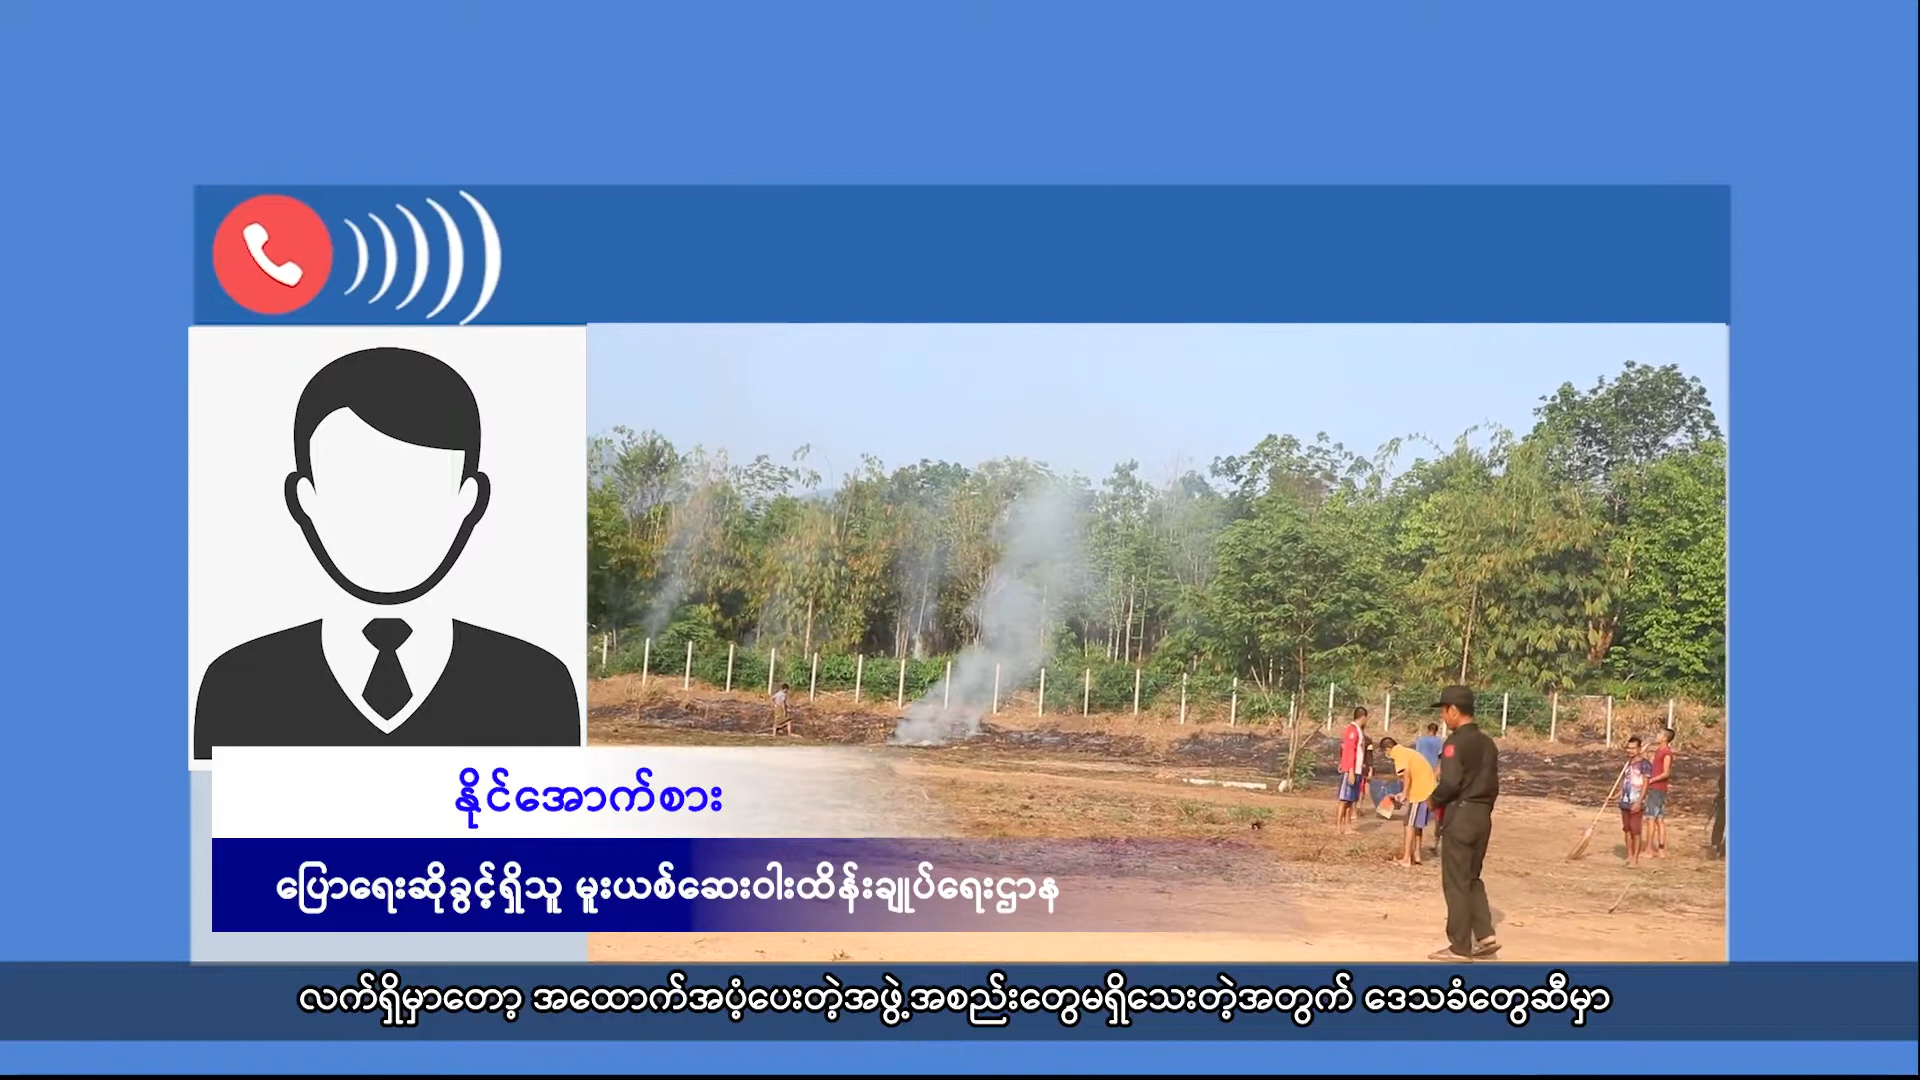 နိုင်အောက်စား
ပြောရေးဆိုခွင့်ရှိသူ မူးယစ်ဆေးဝါးထိန်းချုပ်ရေးဌာန
လက်ရှိမှာတော့ အထောက်အပံ့ပေးတဲ့အဖွဲ့အစည်းတွေမရှိသေးတဲ့အတွက် ဒေသခံတွေဆီမှာ